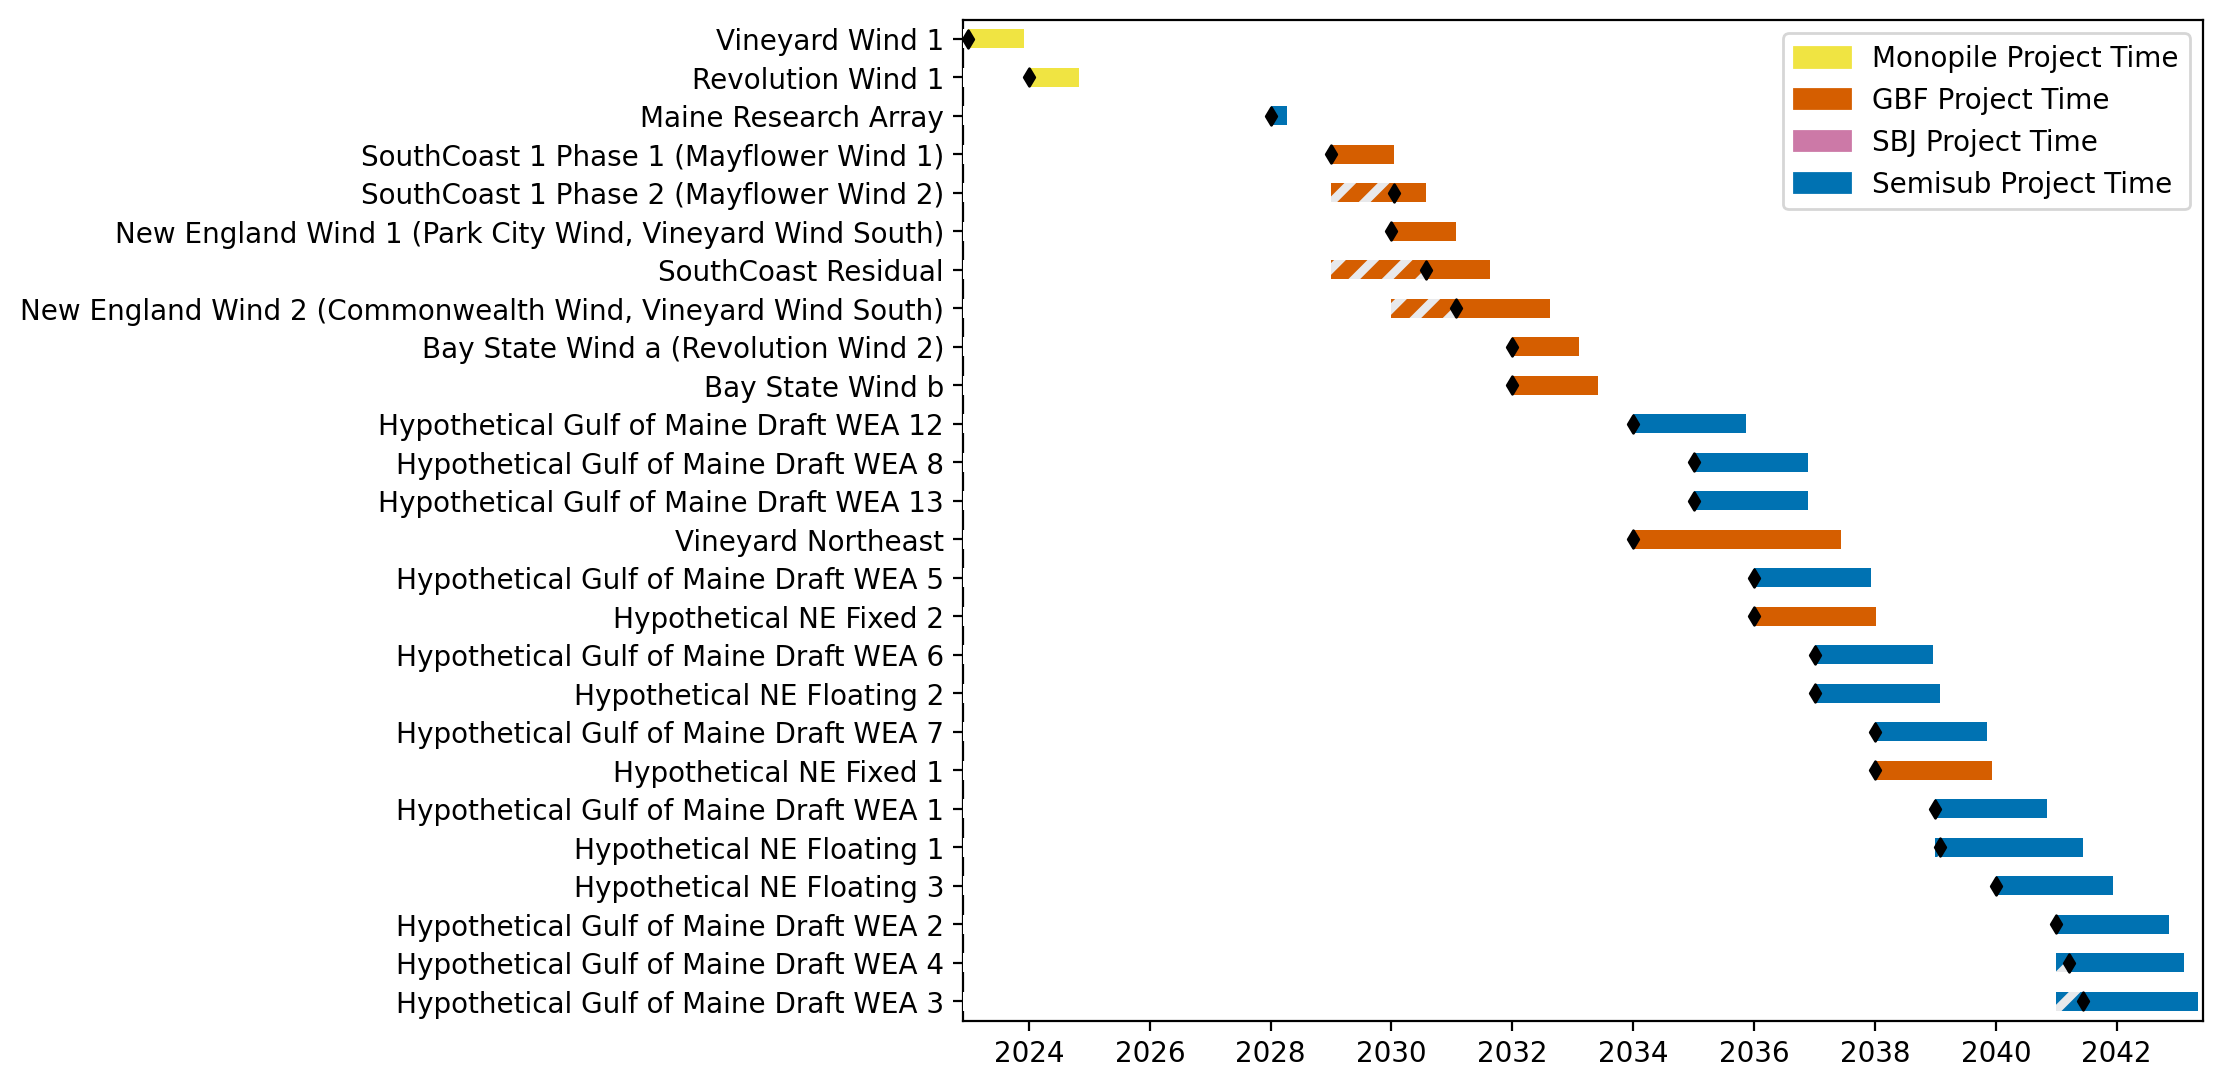 Vineyard Wind 1
Revolution Wind 1
Maine Research Array
SouthCoast 1 Phase 1 (Mayflower Wind 1)
SouthCoast 1 Phase 2 (Mayflower Wind 2)
New England Wind 1 (Park City Wind, Vineyard Wind South)
SouthCoast Residual
New England Wind 2 (Commonwealth Wind, Vineyard Wind South)
Bay State Wind a (Revolution Wind 2)
Bay State Wind b
Hypothetical Gulf of Maine Draft WEA 12
Hypothetical Gulf of Maine Draft WEA 8
Hypothetical Gulf of Maine Draft WEA 13
Vineyard Northeast
Hypothetical Gulf of Maine Draft WEA 5
Hypothetical NE Fixed 2
Hypothetical Gulf of Maine Draft WEA 6
Hypothetical NE Floating 2
Hypothetical Gulf of Maine Draft WEA 7
Hypothetical NE Fixed 1
Hypothetical Gulf of Maine Draft WEA 1
Hypothetical NE Floating 1
Hypothetical NE Floating 3
Hypothetical Gulf of Maine Draft WEA 2
Hypothetical Gulf of Maine Draft WEA 4
Hypothetical Gulf of Maine Draft WEA 3
Monopile Project Time
GBF Project Time
SBJ Project Time
Semisub Project Time
2024 2026 2028 2030 2032 2034 2036 2038 2040 2042